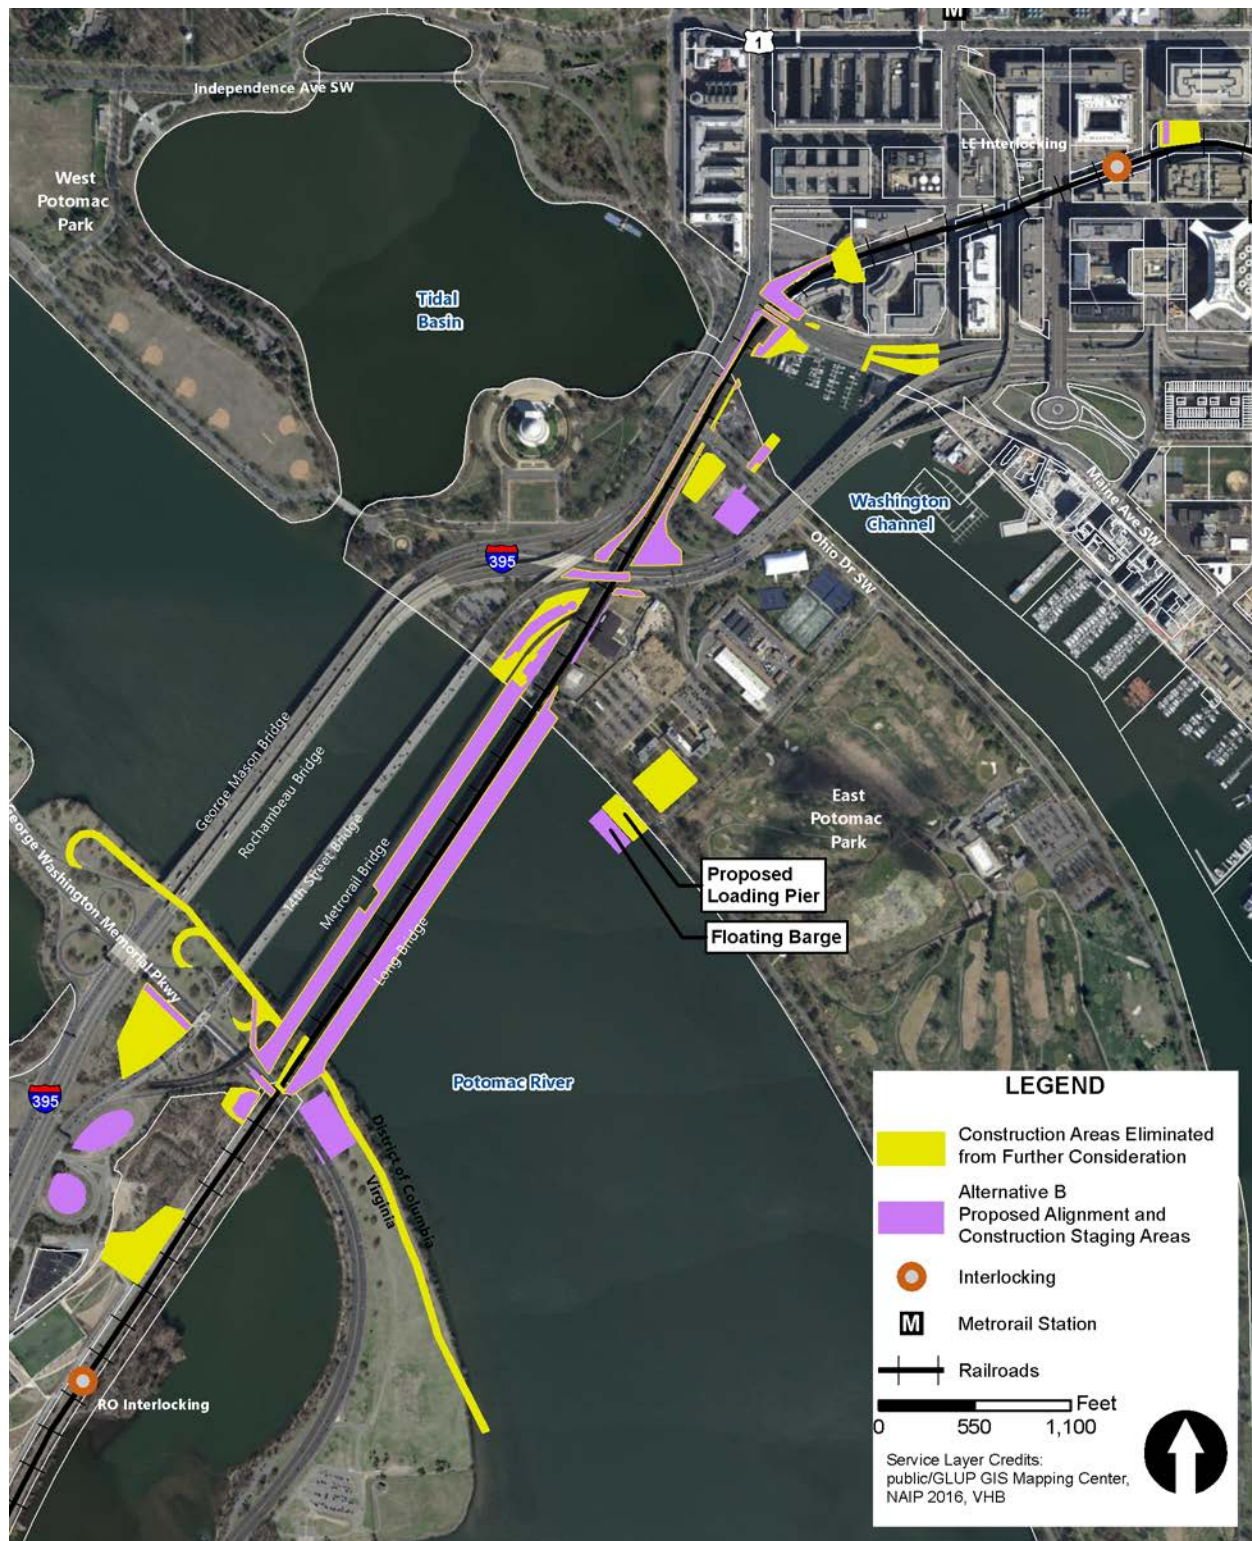 M
1
Independence Ave SW
LE Interlocking
West
Potomac
Park
Tidal
Basin
Maine Ave SW
Washington
Channel
395
Ohio Dr SW
George Mason Bridge
Rochambeau Bridge
14th Street Bridge
Metrorail Bridge
Long Bridge
East
Potomac
Park
George Washington Memorial Pkwy
Proposed
Loading Pier
Floating Barge
Potomac River
395
District of Columbia
Virginia
RO Interlocking
LEGEND
Construction Areas Eliminated
from Further Consideration
Alternative B
Proposed Alignment and
Construction Staging Areas
Interlocking
M
Metrorail Station
Railroads
Feet
0 550 1,100
Service Layer Credits:
public/GLUP GIS Mapping Center,
NAIP 2016, VHB